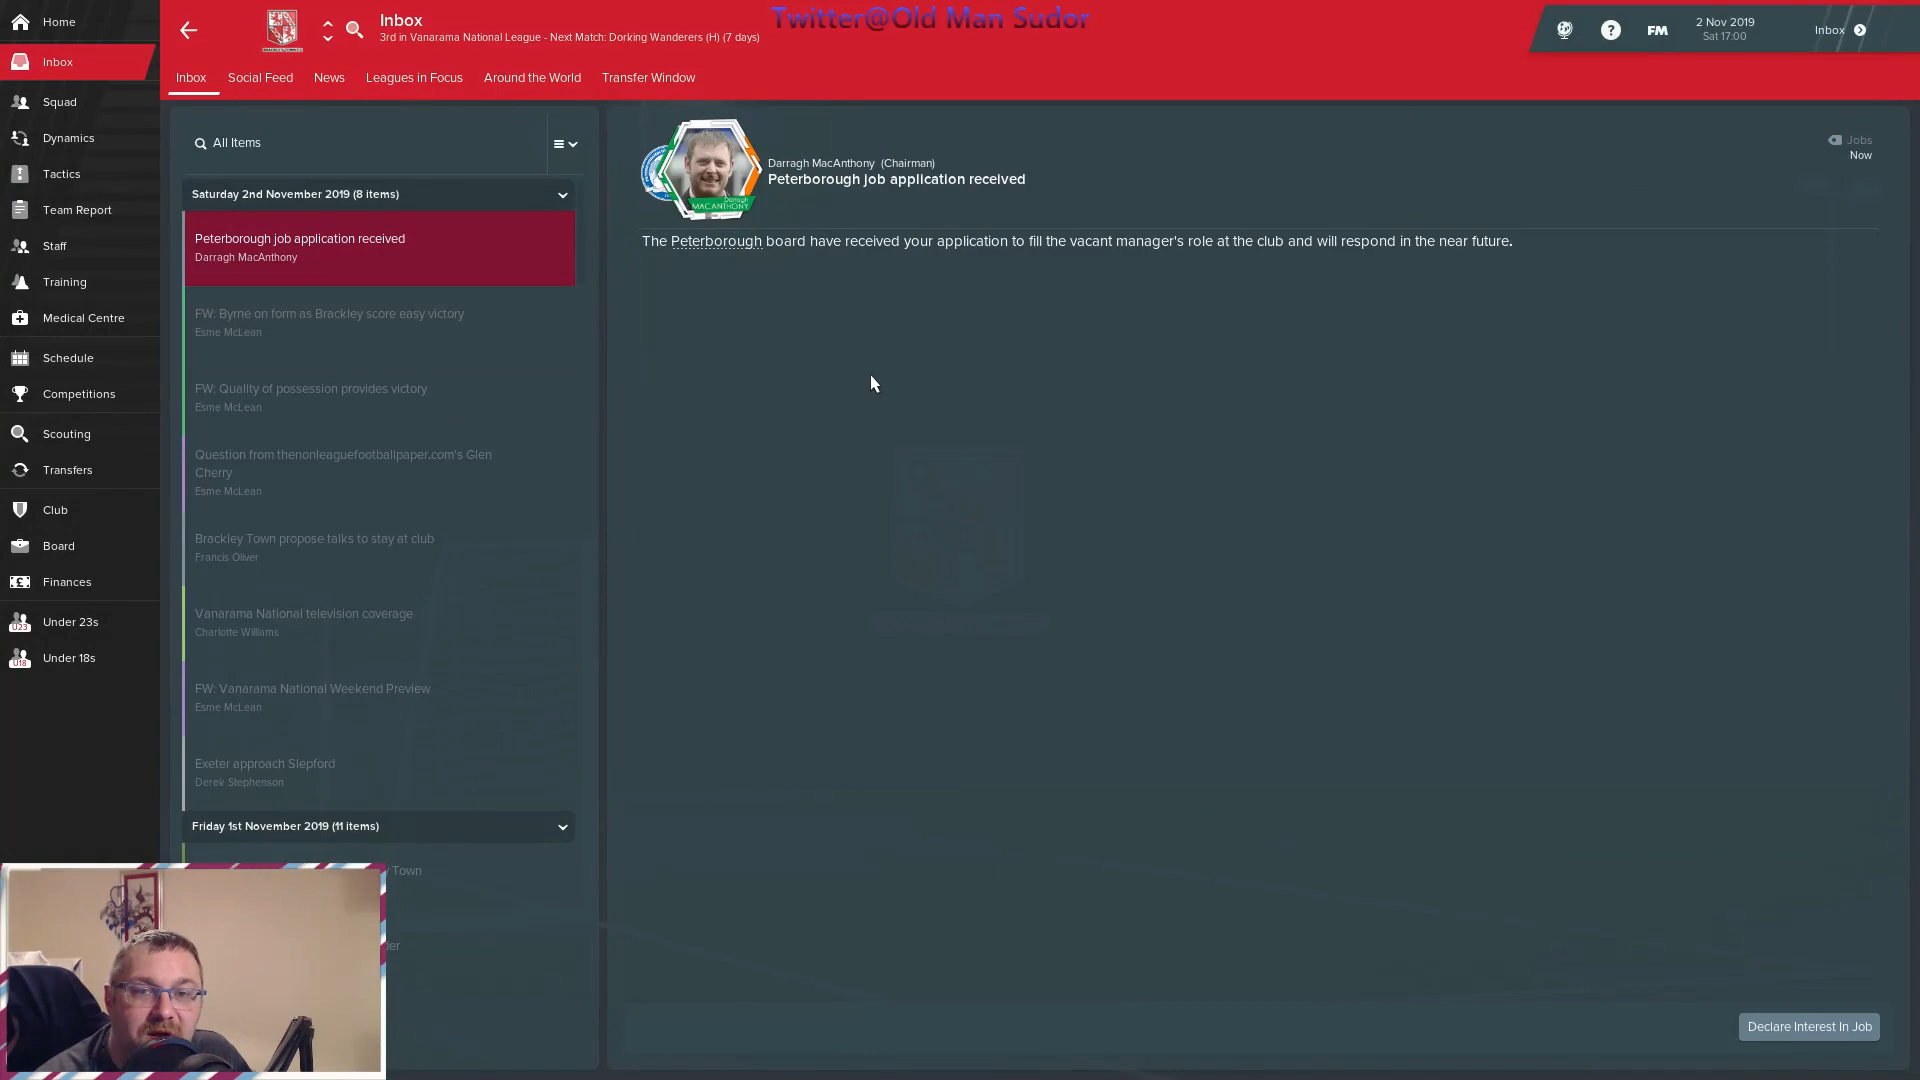 Home
Inbox
Squad
Dynamics
Tactics
Team Report
Staff
Training
Medical Centre
Schedule
Competitions
Scouting
Transfers
Club
Board
Finances
U23
Under 23s
U18
Under 18s
Inbox
3rd in Vanarama National League - Next Match: Dorking Wanderers (H) (7 days)
Twitter@Old Man Sudor
?
FM
2 Nov 2019
Sat 17:00
Inbox
Inbox
Social Feed
News
Leagues in Focus
Around the World
Transfer Window
All Items
Saturday 2nd November 2019 (8 items)
Peterborough job application received
Darragh MacAnthony
FW: Byrne on form as Brackley score easy victory
Esme McLean
FW: Quality of possession provides victory
Esme McLean
Question from thenonleaguefootballpaper.com's Glen
Cherry
Esme McLean
Brackley Town propose talks to stay at club
Francis Oliver
Vanarama National television coverage
Charlotte Williams
FW: Vanarama National Weekend Preview
Esme McLean
Exeter approach Slepford
Derek Stephenson
Friday 1st November 2019 (11 items)
Town
Darragh
MACANTHONY
Darragh MacAnthony (Chairman)
Peterborough job application received
Jobs
Now
The Peterborough board have received your application to fill the vacant manager's role at the club and will respond in the near future.
Declare Interest In Job